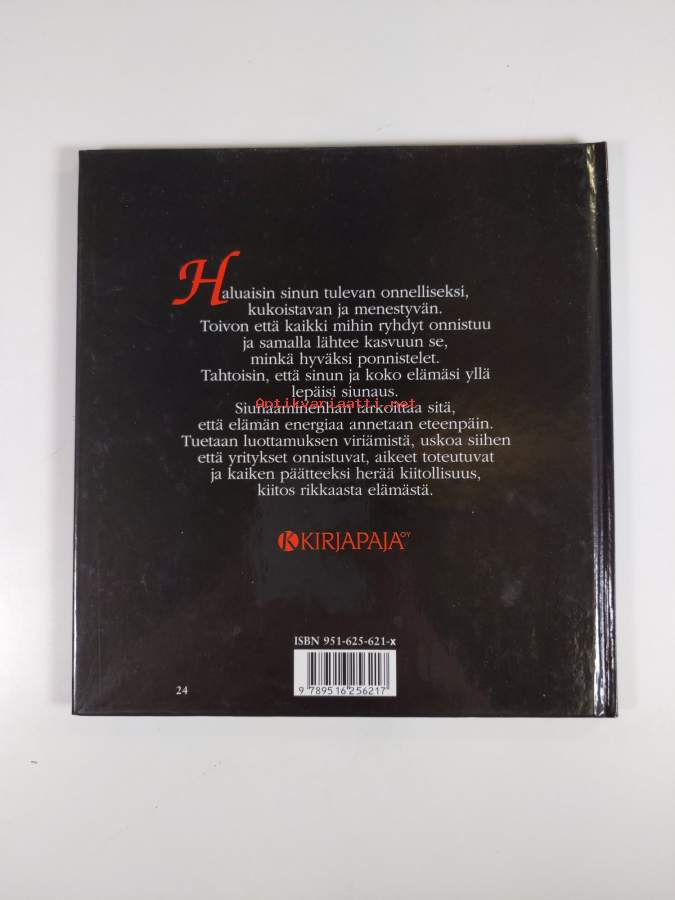 Haluaisin sinun tulevan onnelliseksi,
kukoistavan ja menestyvän.
Toivon että kaikki mihin ryhdyt onnistuu
ja samalla lähtee kasvuun se,
minkä hyväksi ponnistelet.
Tahtoisin, että sinun ja koko elämäsi yllä
lepäisi siunaus.
Antikvariaatti.net
Siunaaminenhan tarkoittaa sitä,
että elämän energiaa annetaan eteenpäin.
Tuetaan luottamuksen viriämistä, uskoa siihen
että yritykset onnistuvat, aikeet toteutuvat
ja kaiken päätteeksi herää kiitollisuus,
kiitos rikkaasta elämästä.
K KIRJAPAJA OY
ISBN 951-625-621-x
9 789516 256217
24